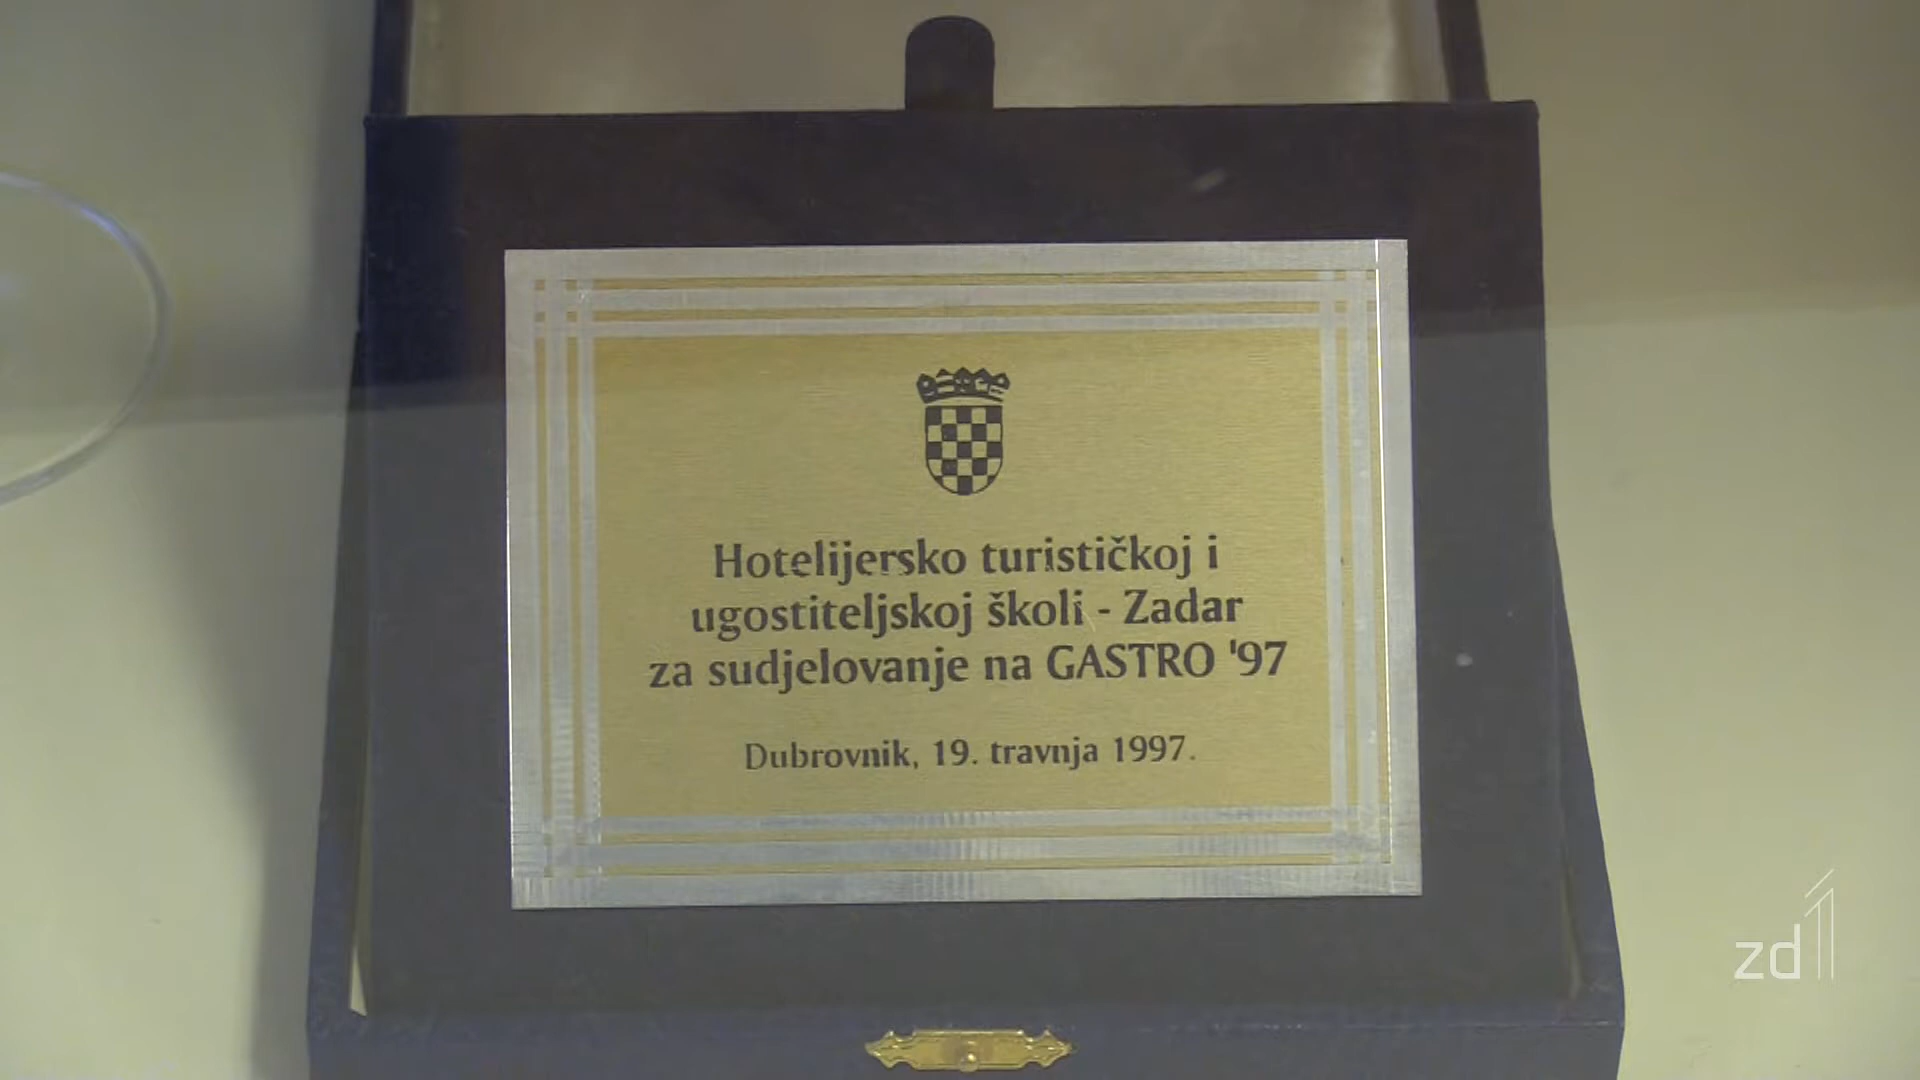 Hotelijersko turističkoj i
ugostiteljskoj školi - Zadar
za sudjelovanje na GASTRO '97
Dubrovnik, 19. travnja 1997.
zd1